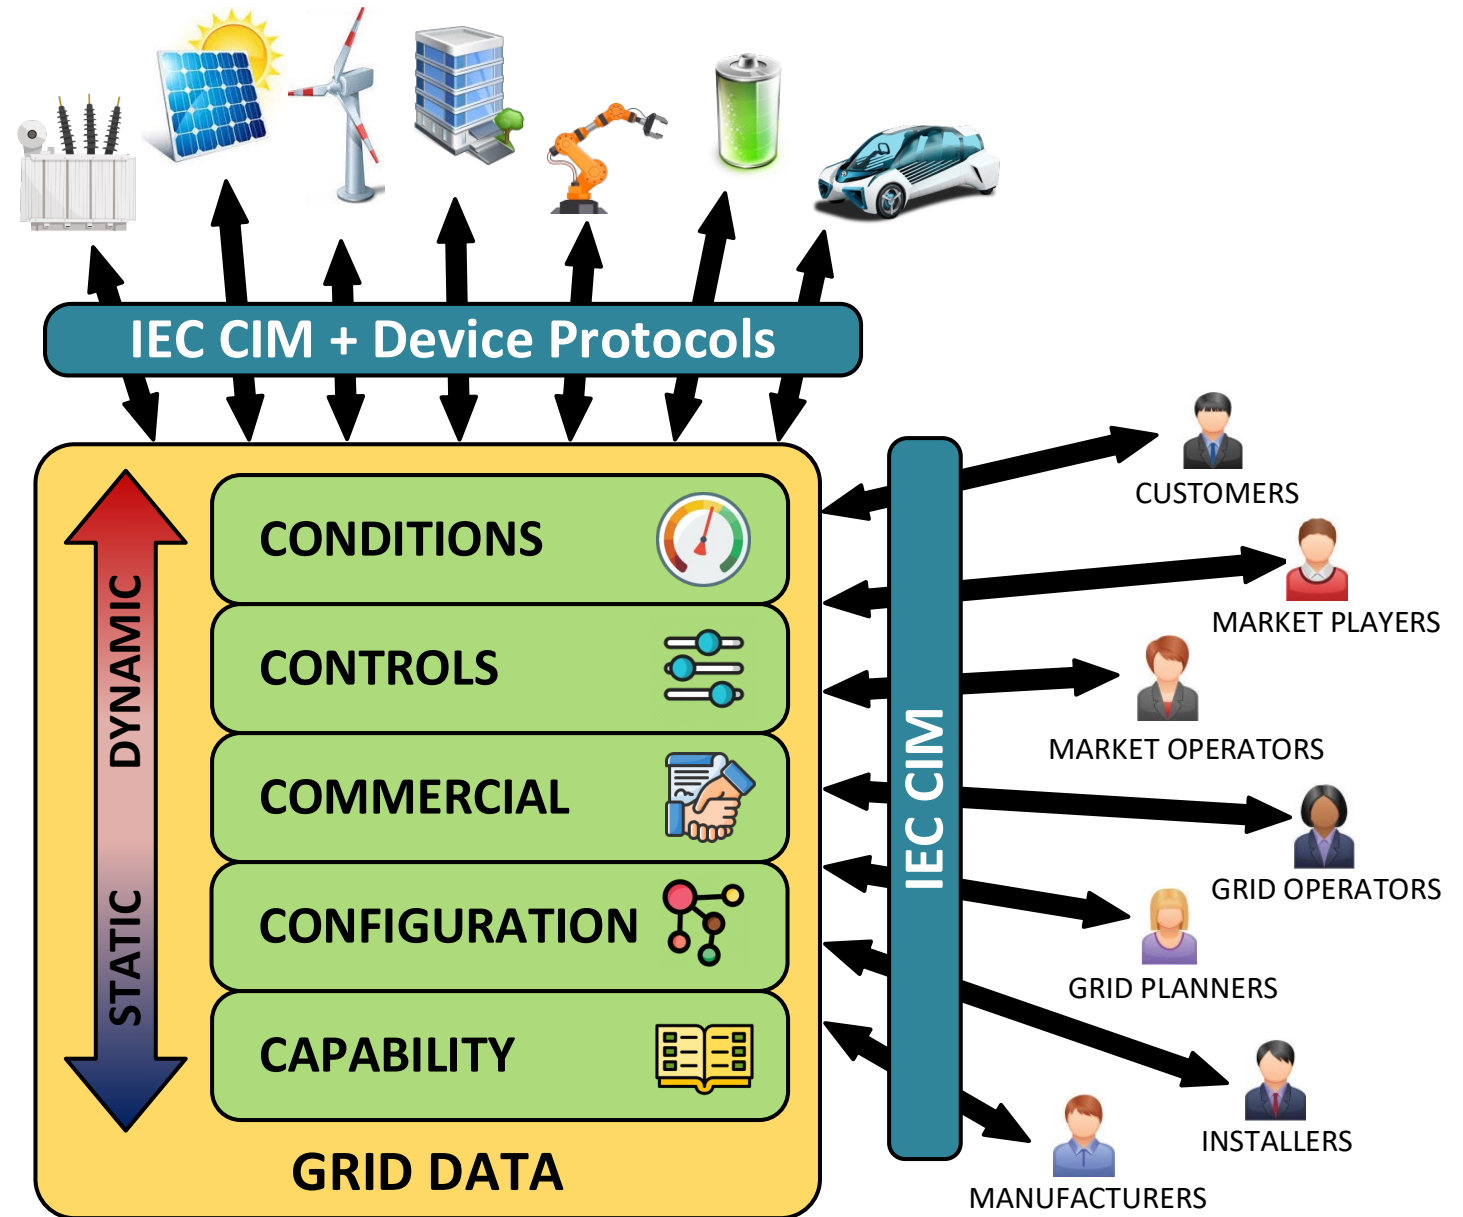 IEC CIM + Device Protocols
DYNAMIC
STATIC
CONDITIONS
CONTROLS
COMMERCIAL
CONFIGURATION
CAPABILITY
GRID DATA
IEC CIM
CUSTOMERS
MARKET PLAYERS
MARKET OPERATORS
GRID OPERATORS
GRID PLANNERS
INSTALLERS
MANUFACTURERS